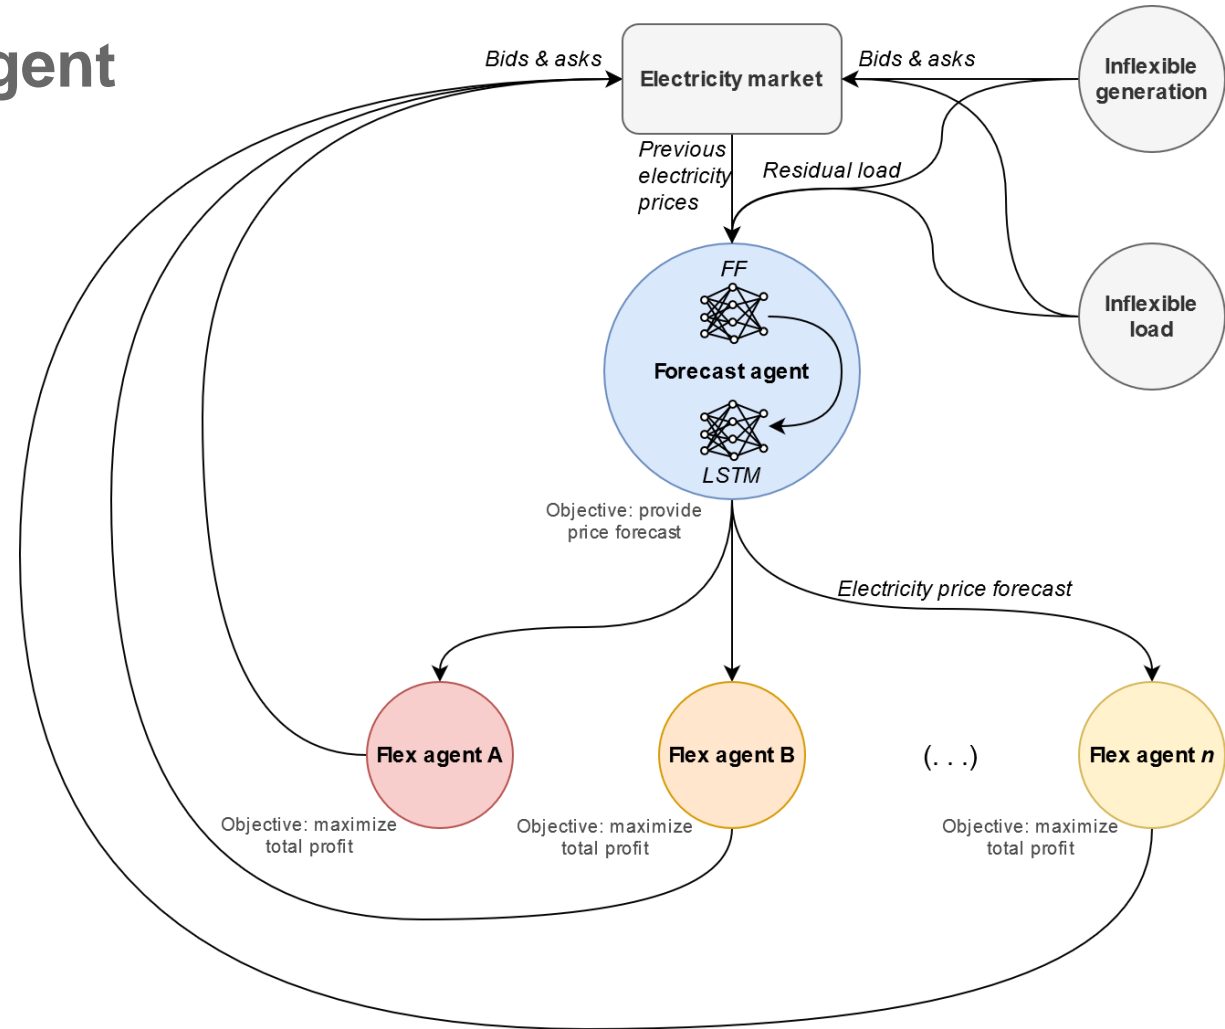 gent
Bids & asks
Electricity market
Bids & asks
Inflexible
generation
Previous
electricity
prices
Residual load
FF
Forecast agent
LSTM
Inflexible
load
Objective: provide
price forecast
Electricity price forecast
Flex agent A
Flex agent B
(. . .)
Flex agent n
Objective: maximize
total profit
Objective: maximize
total profit
Objective: maximize
total profit